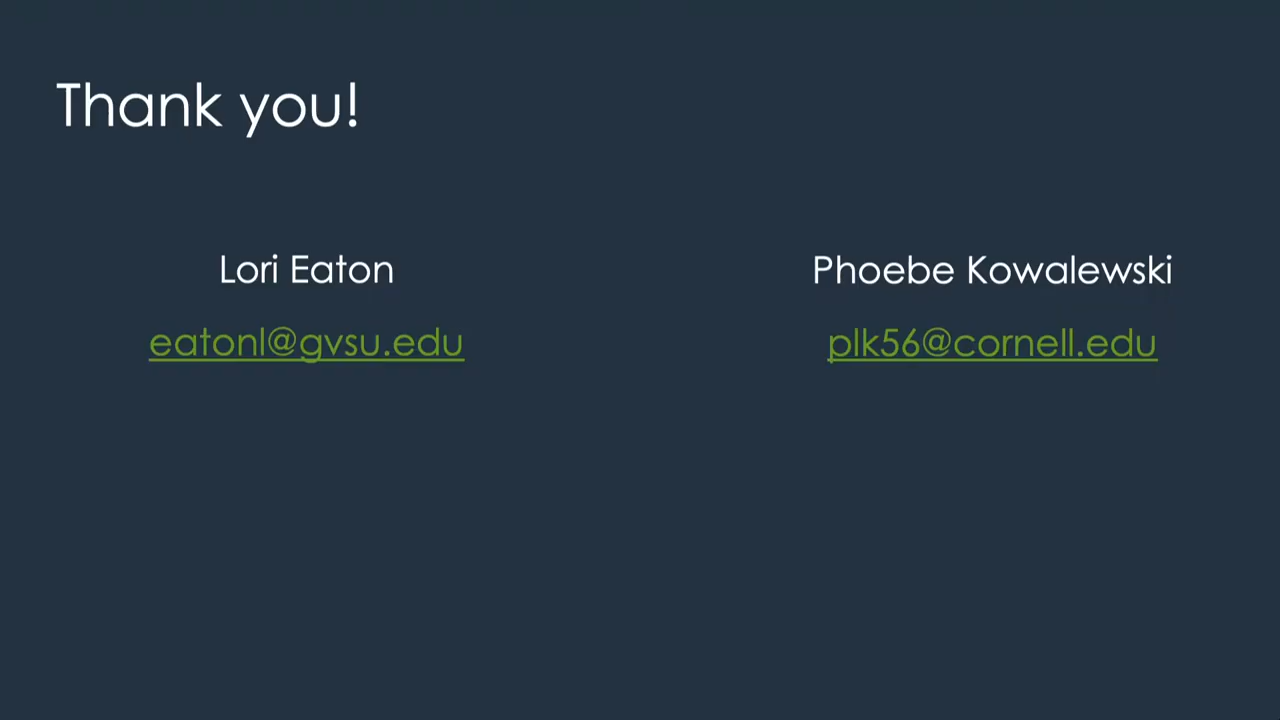 Thank you!
Lori Eaton
eatonl@gvsu.edu
Phoebe Kowalewski
plk56@cornell.edu